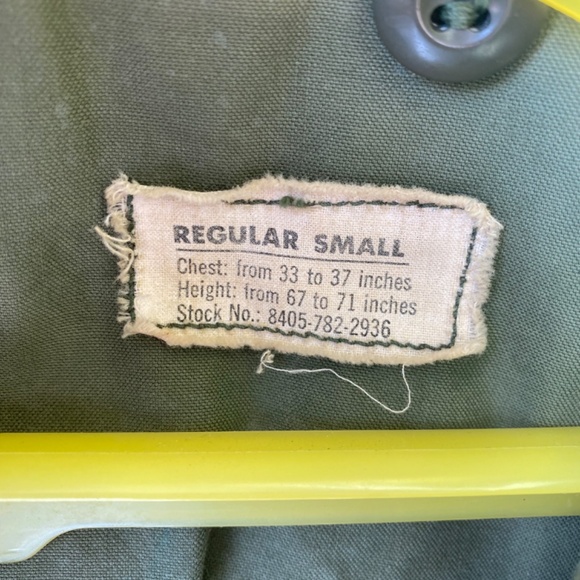 REGULAR SMALL
Chest: from 33 to 37 inches
Height: from 67 to 71 inches
Stock No.: 8405-782-2936